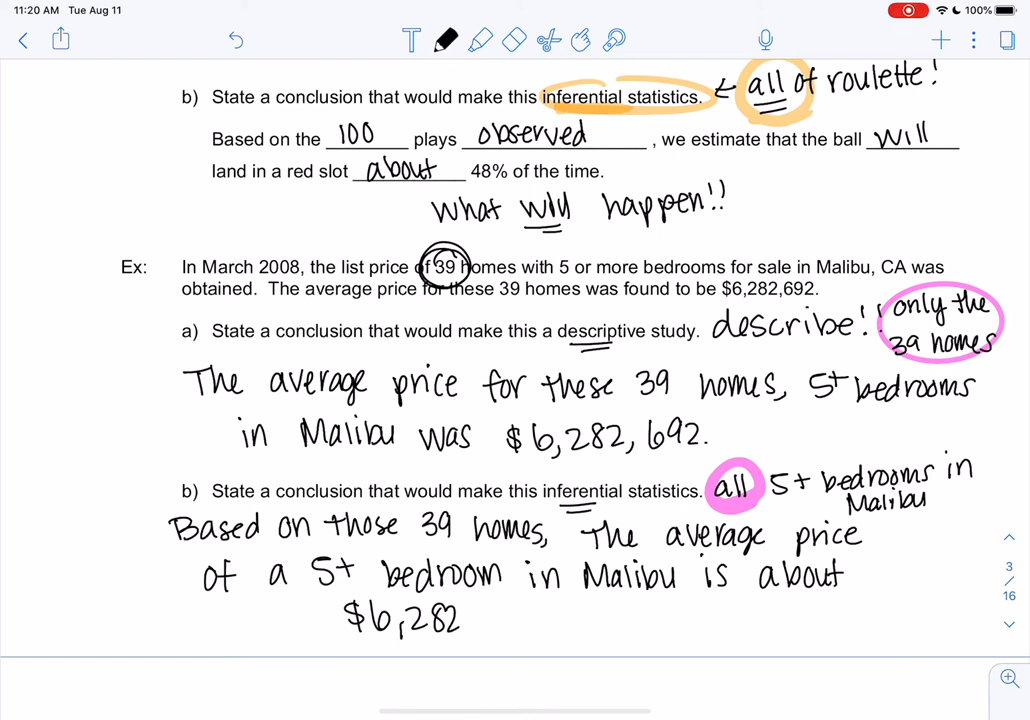 11:20 AM Tue Aug 11
100%
all of roulette!
b) State a conclusion that would make this inferential statistics.
Based on the 100 plays observed, we estimate that the ball will
land in a red slot about 48% of the time.
What will happen!!
Ex: In March 2008, the list price of 39 homes with 5 or more bedrooms for sale in Malibu, CA was
obtained. The average price for these 39 homes was found to be $6,282,692.
a) State a conclusion that would make this a descriptive study. describe!! only the
39 homes
The average price for these 39 homes, 5+ bedrooms
in Malibu was $6,282,692.
b) State a conclusion that would make this inferential statistics. all 5+ bedrooms in
Malibu
Based on those 39 homes, The average price
of a 5+ bedroom in Malibu is about
$6,282
3
/
16